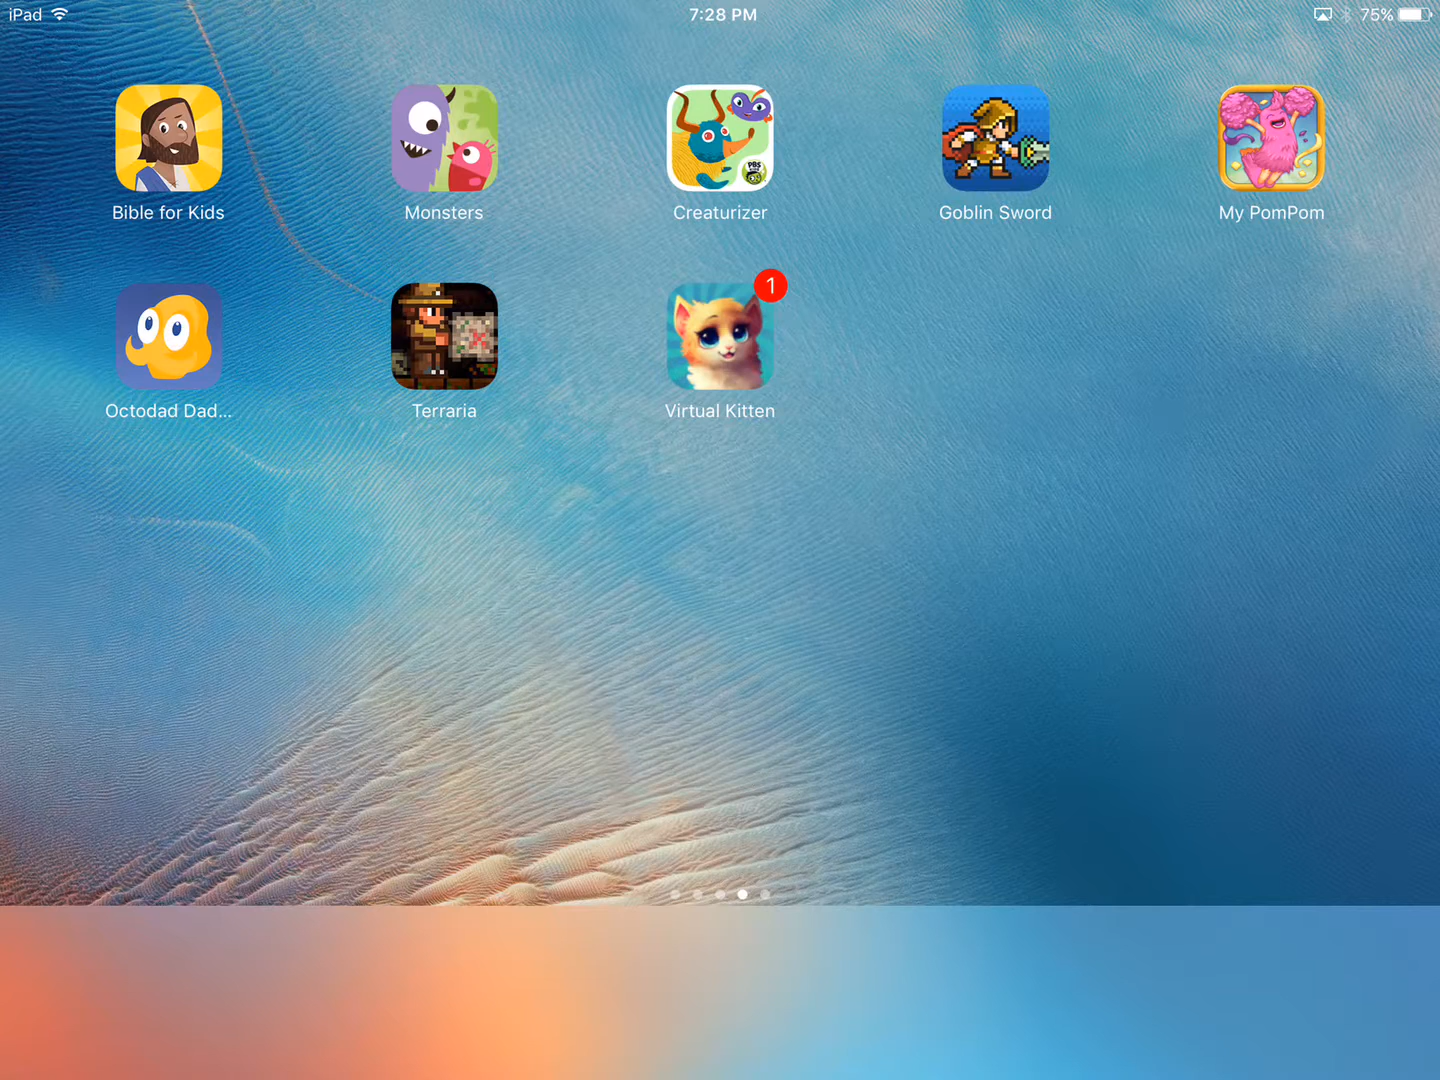 iPad
7:28 PM
75%
Bible for Kids
Monsters
PBS
Creaturizer
Goblin Sword
My PomPom
1
Octodad Dad...
Terraria
Virtual Kitten